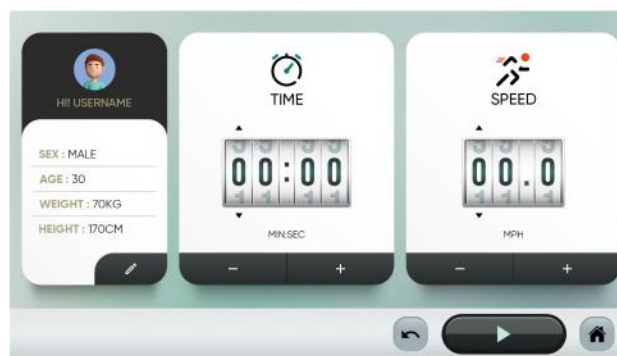 HI! USERNAME
SEX : MALE
AGE : 30
WEIGHT : 70KG
HEIGHT : 170CM
TIME
00:00
MIN:SEC
SPEED
00.0
MPH